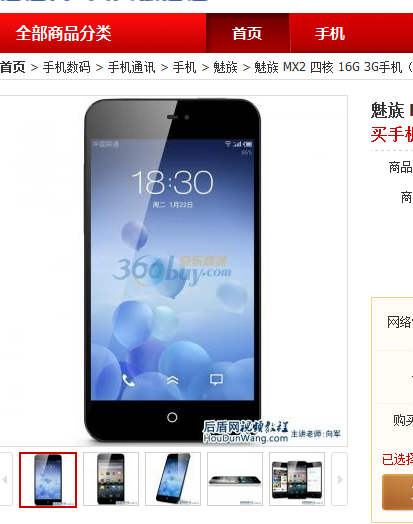 全部商品分类 首页 手机
首页 > 手机数码 > 手机通讯 > 手机 > 魅族 > 魅族 MX2 四核 16G 3G手机（
魅族
买手机
商品
商
中国联通
86%
18:30
周二 1月22日
京东商城
360buy.com
网络
购买
已选择
后盾网视频教程
HouDunWang.com 主讲老师:向军